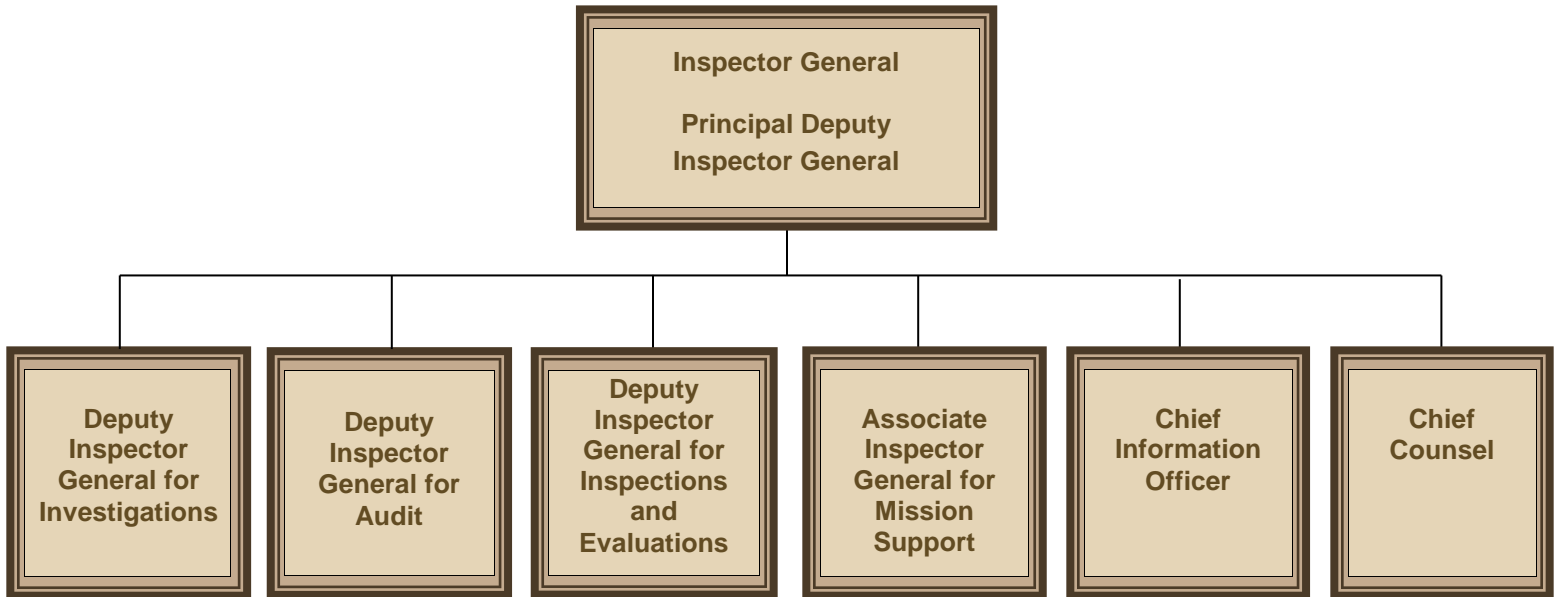 Inspector General
Principal Deputy
Inspector General
Deputy
Inspector
General for
Investigations
Deputy
Inspector
General for
Audit
Deputy
Inspector
General for
Inspections
and
Evaluations
Associate
Inspector
General for
Mission
Support
Chief
Information
Officer
Chief
Counsel